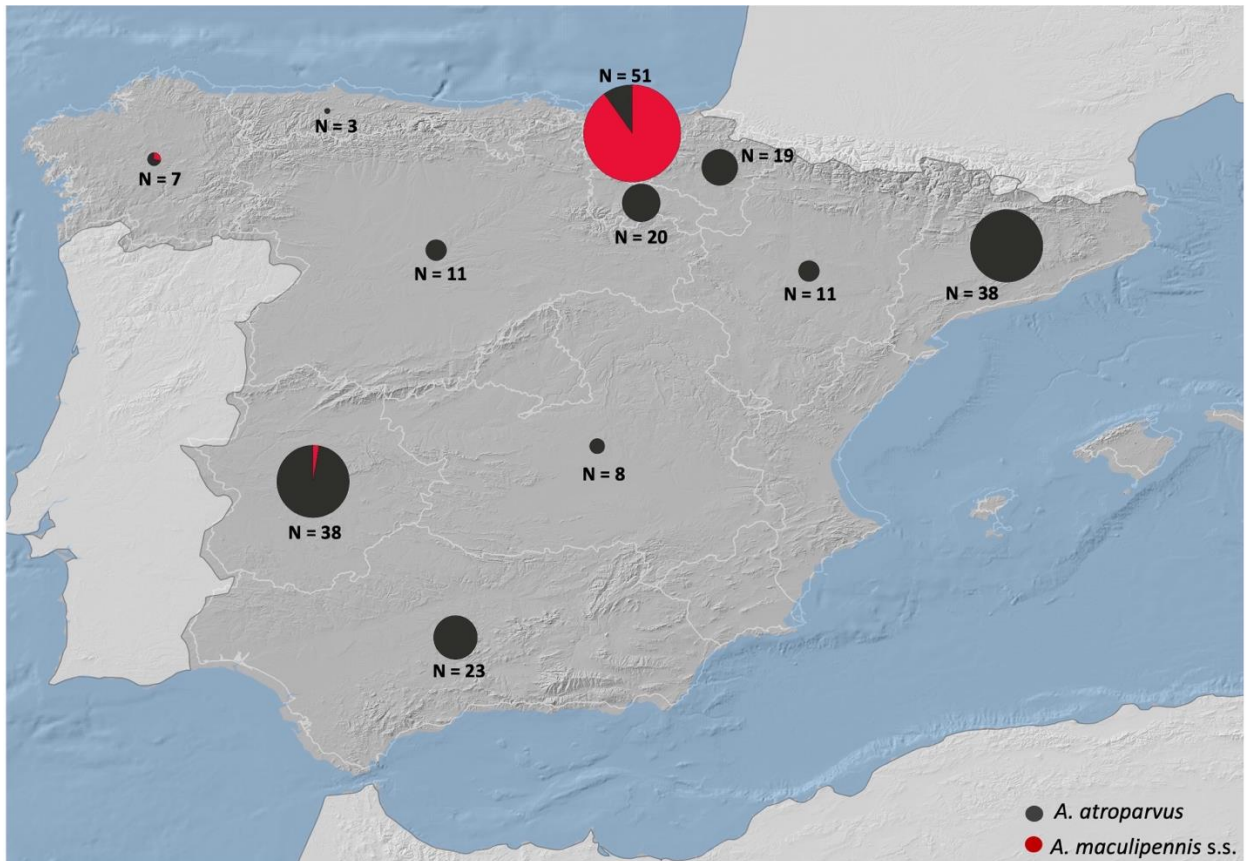 N = 51
N = 3
N = 19
N = 7
N = 20
N = 11
N = 11
N = 38
N = 8
N = 38
N = 23
A. atroparvus
A. maculipennis s.s.